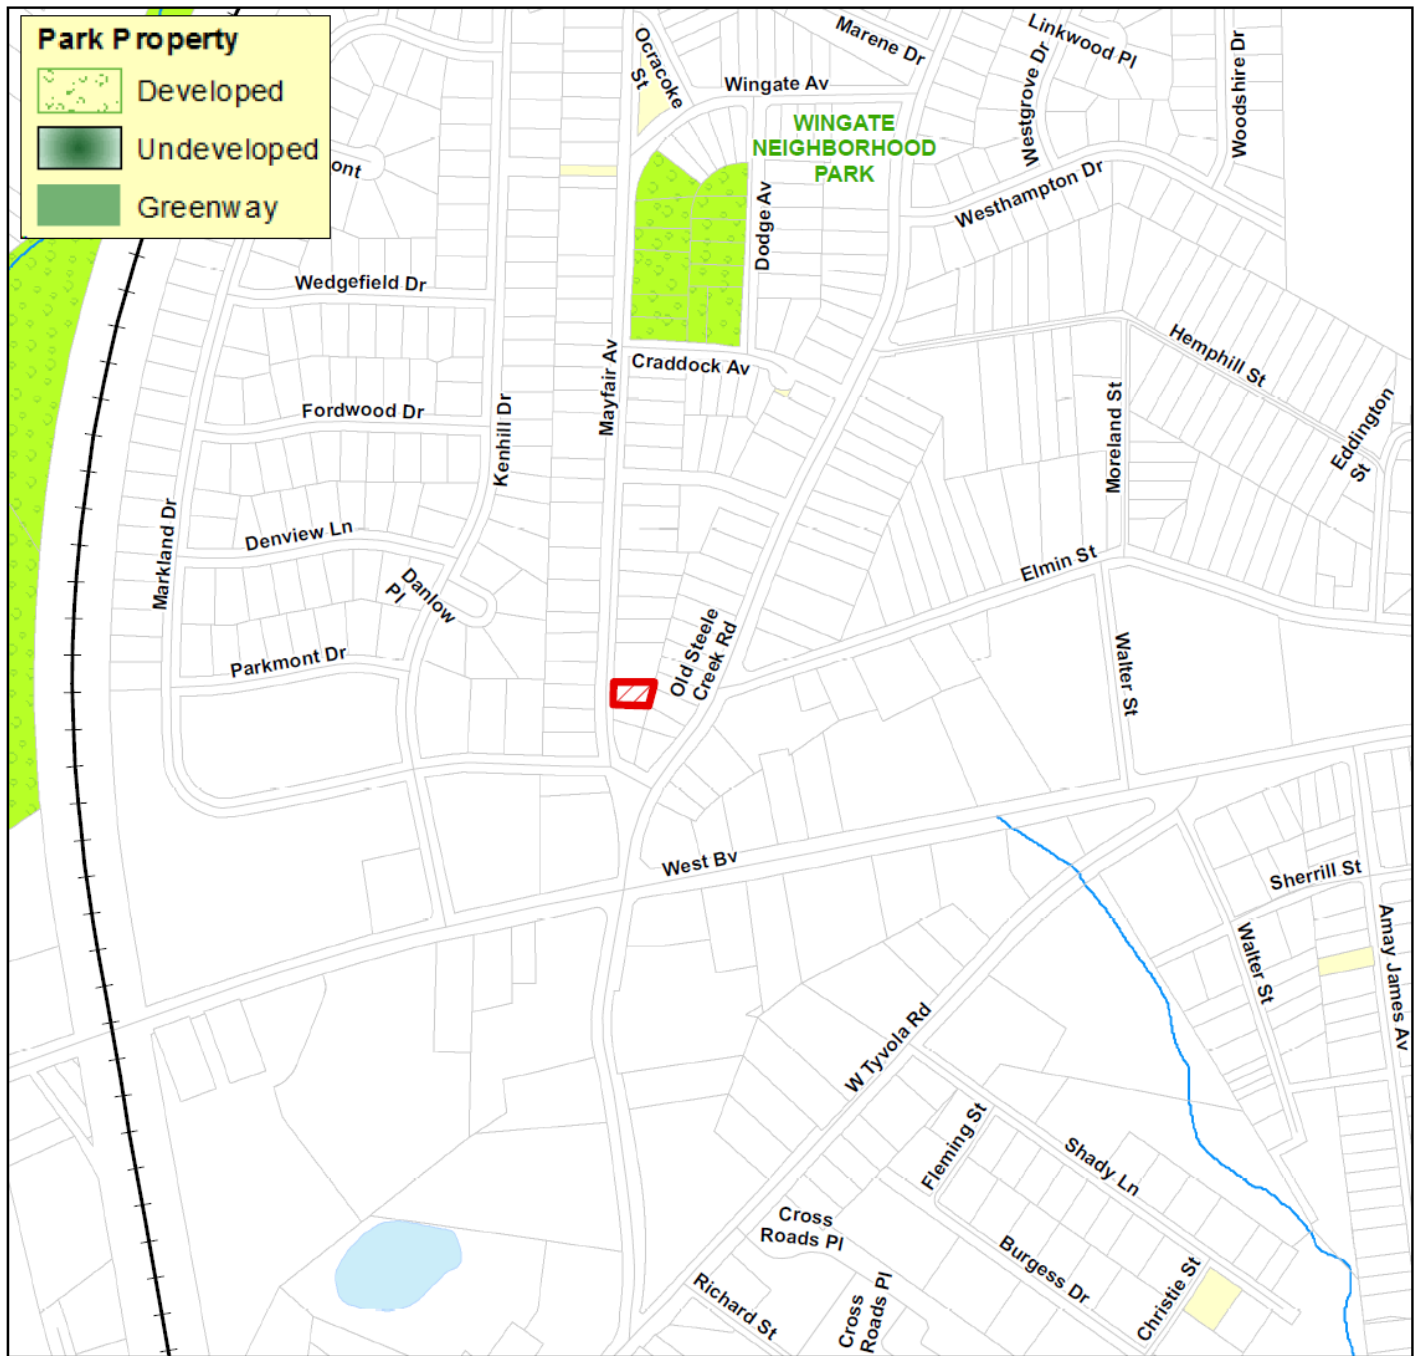 Park Property
Developed
Undeveloped
Greenway
ont
Ocracoke
St
Marene Dr
Linkwood Pl
Woodshire Dr
Wingate Av
Westgrove Dr
WINGATE
NEIGHBORHOOD
PARK
Westhampton Dr
Dodge Av
Wedgefield Dr
Craddock Av
Mayfair Av
Hemphill St
Fordwood Dr
Kenhill Dr
Moreland St
Eddington
St
Markland Dr
Denview Ln
Danlow
Pl
Elmin St
Parkmont Dr
Old Steele
Creek Rd
Walter St
West Bv
Sherrill St
Walter St
Amay James Av
W Tyvola Rd
Fleming St
Shady Ln
Cross
Roads Pl
Burgess Dr
Christie St
Richard St
Cross
Roads Pl